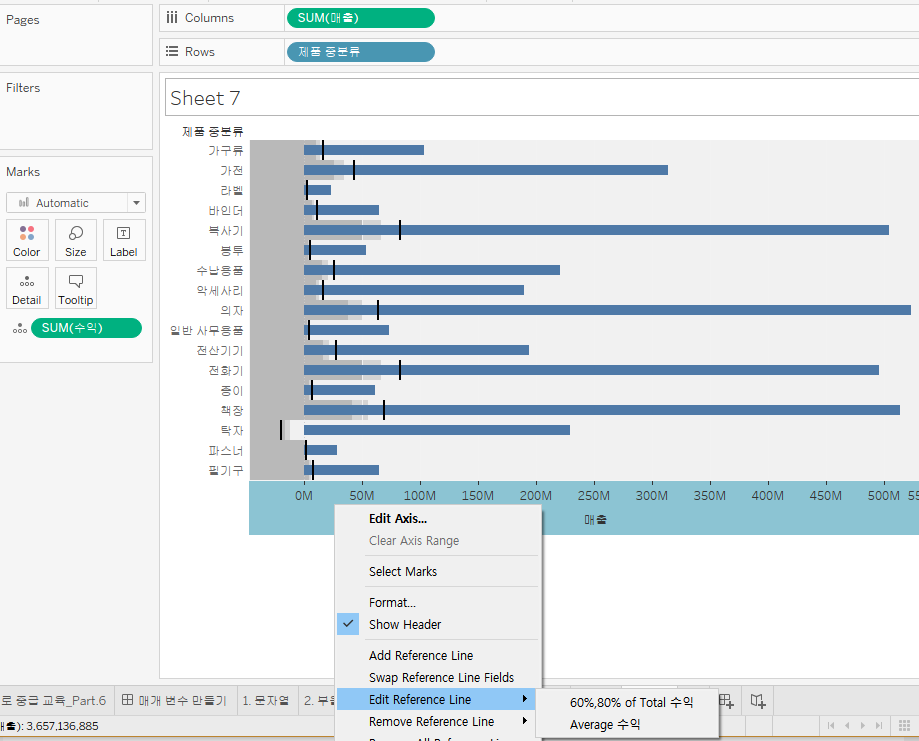 Pages
Columns
SUM(매출)
Rows
제품 중분류
Filters
Sheet 7
제품 중분류
가구류
가전
라벨
바인더
복사기
봉투
수납용품
악세사리
의자
일반 사무용품
전산기기
전화기
종이
책장
탁자
파스너
필기구
Marks
Automatic
Color
Size
Label
Detail
Tooltip
SUM(수익)
0M 50M 100M 150M 200M 250M 300M 350M 400M 450M 500M
매출
Edit Axis...
Clear Axis Range
Select Marks
Format...
Show Header
Add Reference Line
Swap Reference Line Fields
Edit Reference Line
60%,80% of Total 수익
Average 수익
Remove Reference Line
로 중급 교육_Part.6
매개 변수 만들기
1. 문자열
2. 부
매출): 3,657,136,885